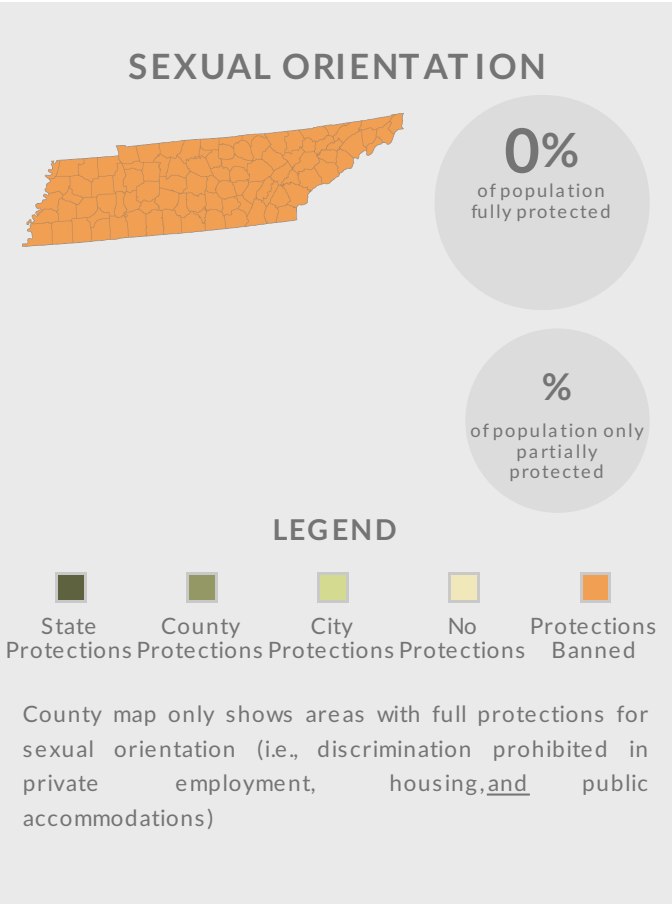 SEXUAL ORIENTATION
0%
of population
fully protected
%
of population only
partially
protected
LEGEND
State
Protections
County
Protections
City
Protections
No
Protections
Protections
Banned
County map only shows areas with full protections for
sexual orientation (i.e., discrimination prohibited in
private employment, housing,and public
accommodations)